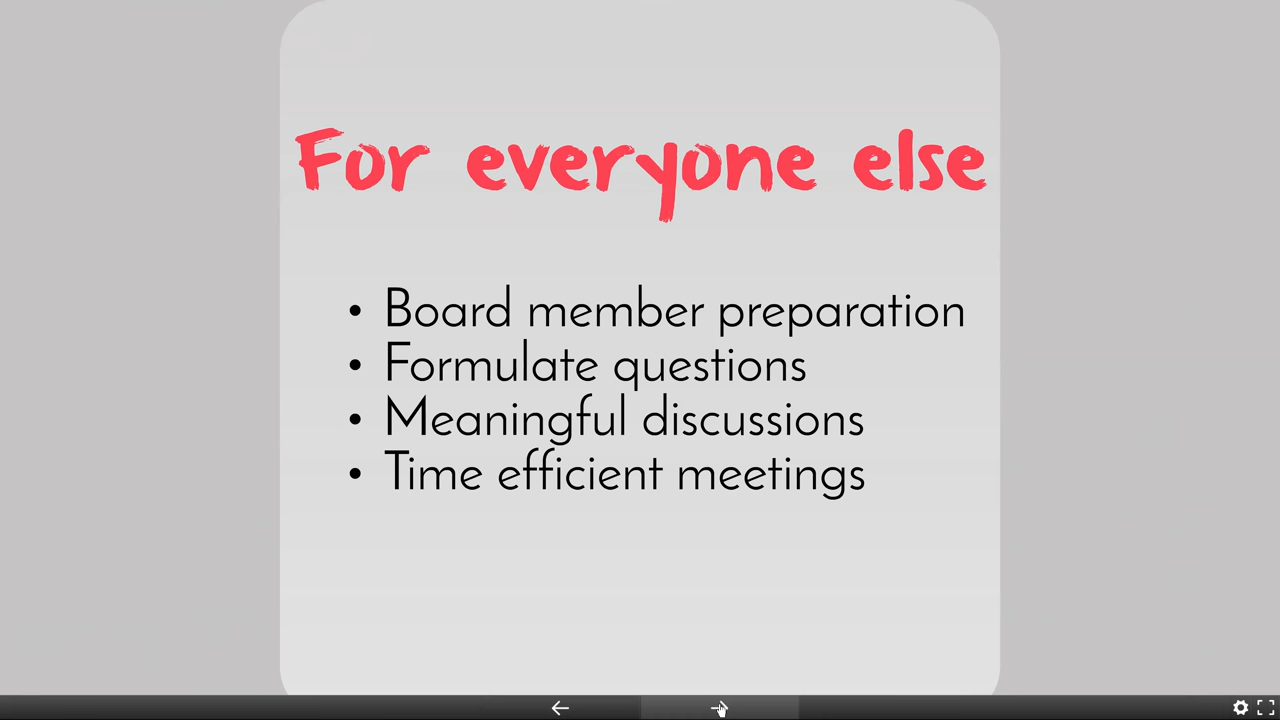 For everyone else
• Board member preparation
• Formulate questions
• Meaningful discussions
• Time efficient meetings